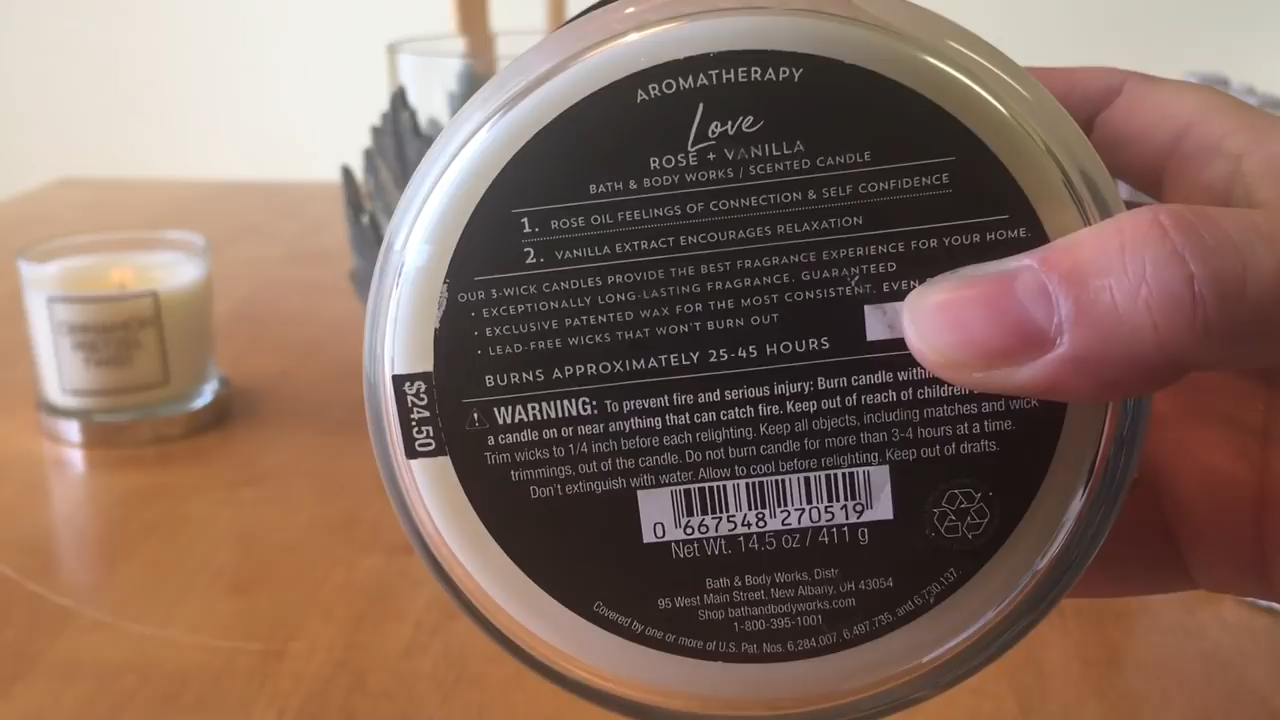 AROMATHERAPY
Love
ROSE + VANILLA
BATH & BODY WORKS / SCENTED CANDLE
1. ROSE OIL FEELINGS OF CONNECTION & SELF CONFIDENCE
2. VANILLA EXTRACT ENCOURAGES RELAXATION
OUR 3-WICK CANDLES PROVIDE THE BEST FRAGRANCE EXPERIENCE FOR YOUR HOME.
• EXCEPTIONALLY LONG-LASTING FRAGRANCE, GUARANTEED
• EXCLUSIVE PATENTED WAX FOR THE MOST CONSISTENT, EVEN
• LEAD-FREE WICKS THAT WON'T BURN OUT
BURNS APPROXIMATELY 25-45 HOURS
$24.50
WARNING: To prevent fire and serious injury: Burn candle within
a candle on or near anything that can catch fire. Keep out of reach of children
Trim wicks to 1/4 inch before each relighting. Keep all objects, including matches and wick
trimmings, out of the candle. Do not burn candle for more than 3-4 hours at a time.
Don't extinguish with water. Allow to cool before relighting. Keep out of drafts.
0 667548 270519
Net Wt. 14.5 oz / 411 g
Bath & Body Works, Distr.
95 West Main Street, New Albany, OH 43054
Shop bathandbodyworks.com
1-800-395-1001
Covered by one or more of U.S. Pat. Nos. 6,284,007, 6,497,735, and 6,730,137.